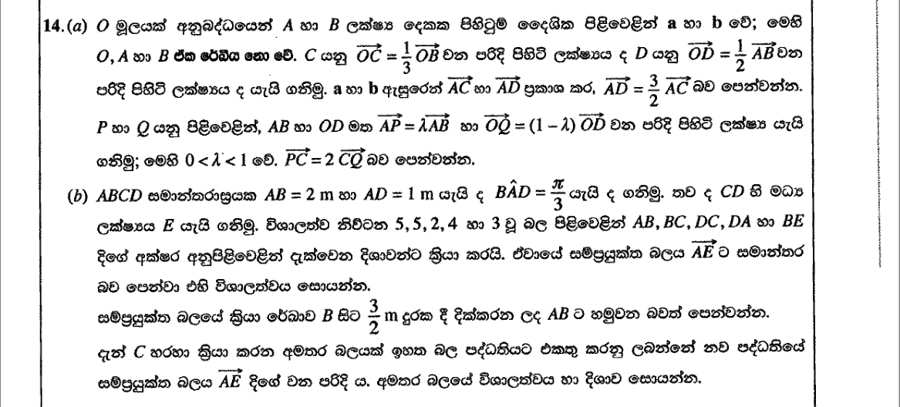 14.(a) O මූලයක් අනුබද්ධයෙන් A හා B ලක්ෂ්‍ය දෙකක පිහිටුම් දෛශික පිළිවෙළින් a හා b වේ; මෙහි
O, A හා B ඒක රේඛීය නො වේ. C යනු $\overrightarrow{OC} = \frac{1}{3}\overrightarrow{OB}$ වන පරිදි පිහිටි ලක්ෂ්‍යය ද D යනු $\overrightarrow{OD} = \frac{1}{2}\overrightarrow{AB}$ වන
පරිදි පිහිටි ලක්ෂ්‍යය ද යැයි ගනිමු. a හා b ඇසුරෙන් $\overrightarrow{AC}$ හා $\overrightarrow{AD}$ ප්‍රකාශ කර, $\overrightarrow{AD} = \frac{3}{2}\overrightarrow{AC}$ බව පෙන්වන්න.
P හා Q යනු පිළිවෙළින්, AB හා OD මත $\overrightarrow{AP} = \lambda\overrightarrow{AB}$ හා $\overrightarrow{OQ} = (1 - \lambda)\overrightarrow{OD}$ වන පරිදි පිහිටි ලක්ෂ්‍ය යැයි
ගනිමු; මෙහි $0 < \lambda < 1$ වේ. $\overrightarrow{PC} = 2\overrightarrow{CQ}$ බව පෙන්වන්න.
(b) ABCD සමාන්තරාස්‍රයක AB = 2 m හා AD = 1 m යැයි ද $B\hat{A}D = \frac{\pi}{3}$ යැයි ද ගනිමු. තව ද CD හි මධ්‍ය
ලක්ෂ්‍යය E යැයි ගනිමු. විශාලත්ව නිව්ටන 5, 5, 2, 4 හා 3 වූ බල පිළිවෙළින් AB, BC, DC, DA හා BE
දිගේ අක්ෂර අනුපිළිවෙළින් දැක්වෙන දිශාවන්ට ක්‍රියා කරයි. ඒවායේ සම්ප්‍රයුක්ත බලය $\overrightarrow{AE}$ ට සමාන්තර
බව පෙන්වා එහි විශාලත්වය සොයන්න.
සම්ප්‍රයුක්ත බලයේ ක්‍රියා රේඛාව B සිට $\frac{3}{2}$ m දුරක දී දික්කරන ලද AB ට හමුවන බවත් පෙන්වන්න.
දැන් C හරහා ක්‍රියා කරන අමතර බලයක් ඉහත බල පද්ධතියට එකතු කරනු ලබන්නේ නව පද්ධතියේ
සම්ප්‍රයුක්ත බලය $\overrightarrow{AE}$ දිගේ වන පරිදි ය. අමතර බලයේ විශාලත්වය හා දිශාව සොයන්න.